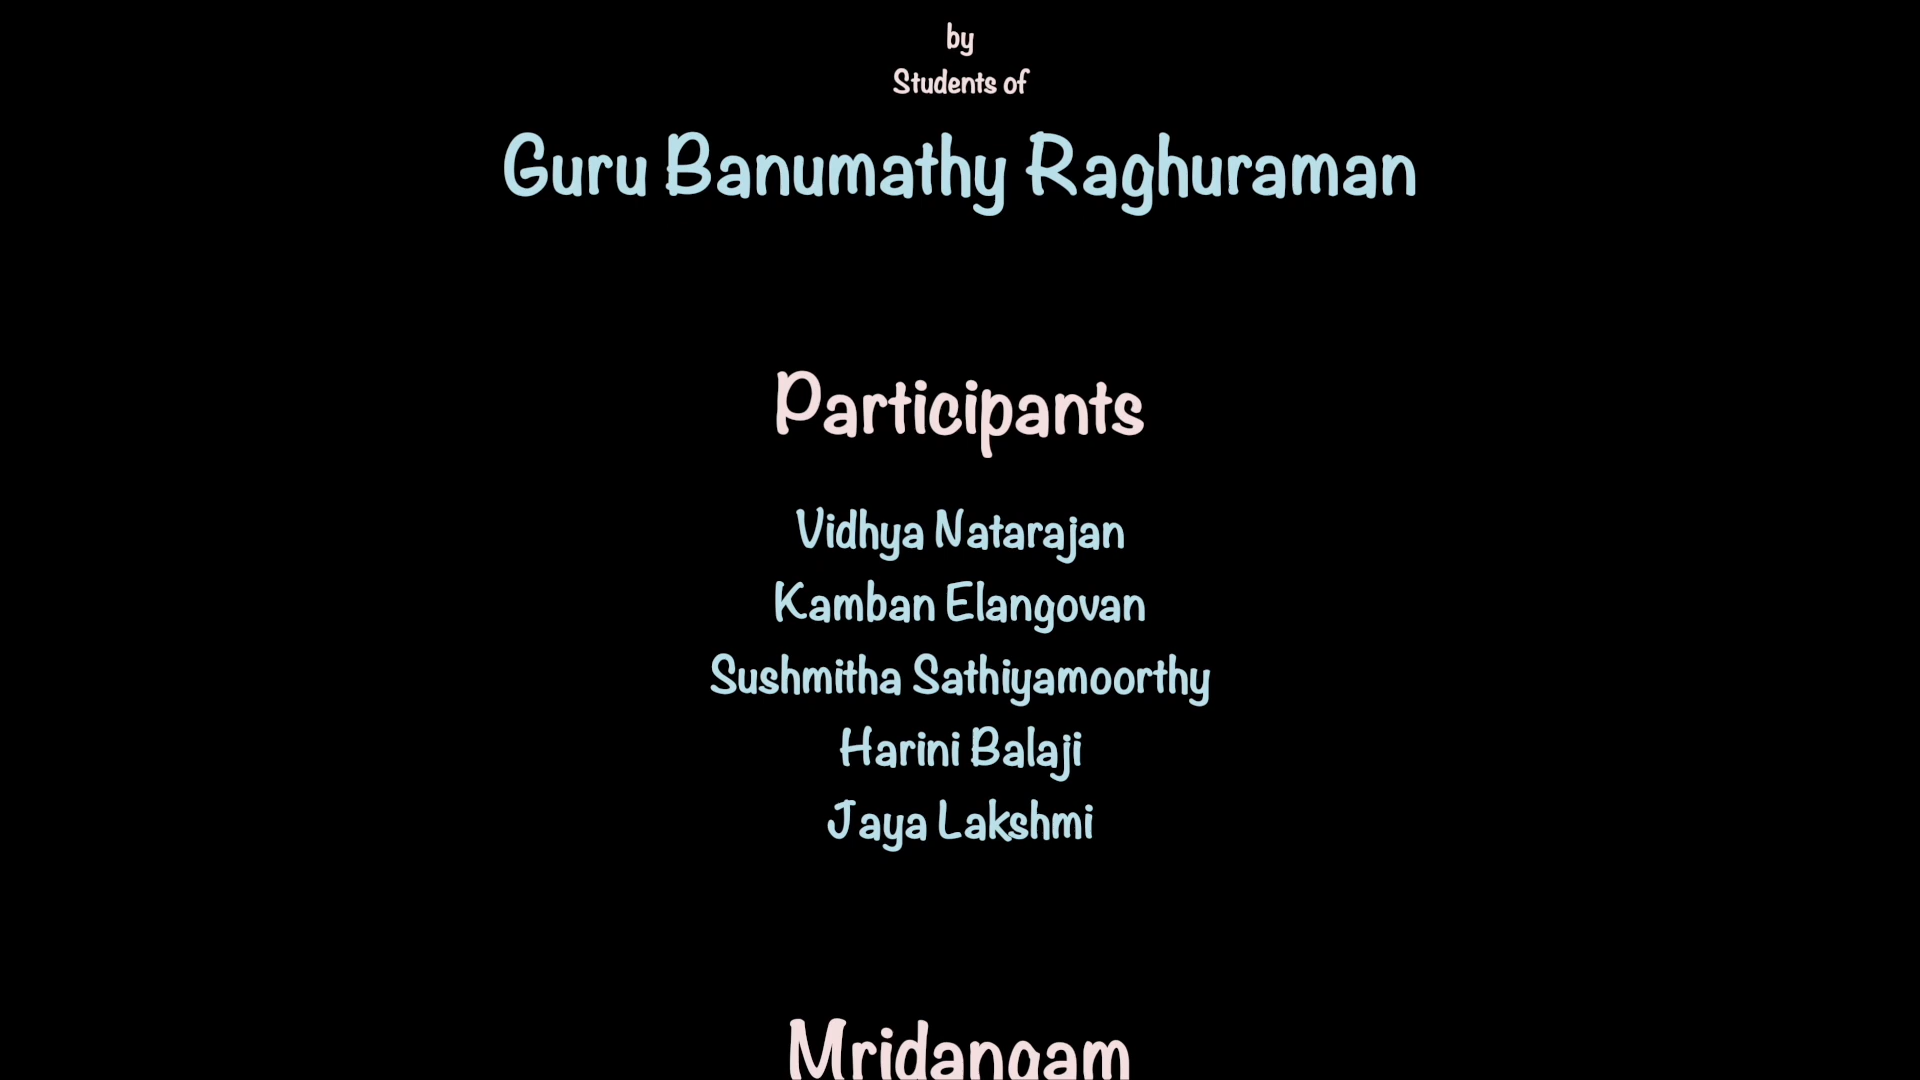 by
Students of
Guru Banumathy Raghuraman
Participants
Vidhya Natarajan
Kamban Elangovan
Sushmitha Sathiyamoorthy
Harini Balaji
Jaya Lakshmi
Mridangam